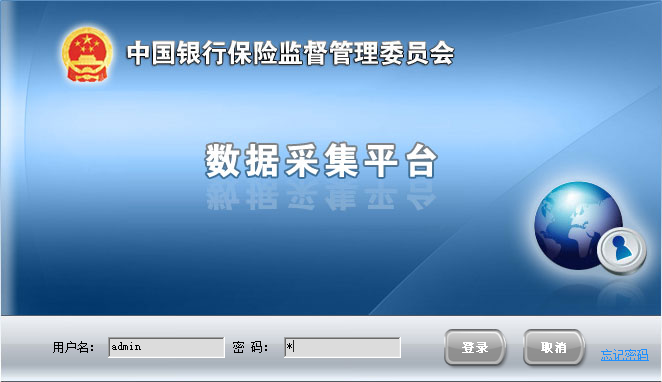 中国银行保险监督管理委员会
数据采集平台
用户名： admin 密 码： * 登录 取消 忘记密码